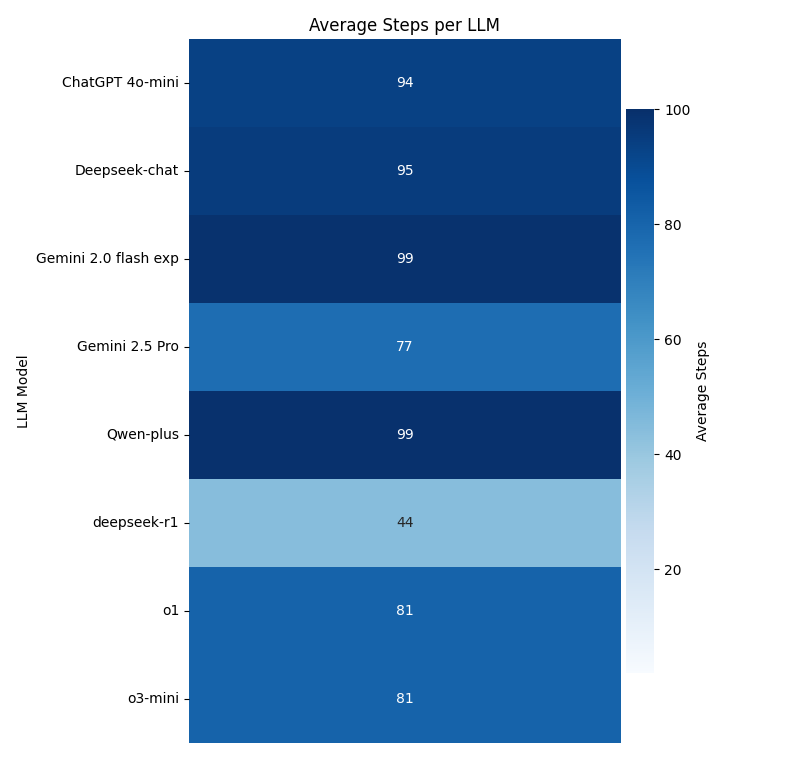 Average Steps per LLM
LLM Model
ChatGPT 4o-mini 94
Deepseek-chat 95
Gemini 2.0 flash exp 99
Gemini 2.5 Pro 77
Qwen-plus 99
deepseek-r1 44
o1 81
o3-mini 81
100
80
60
40
20
Average Steps